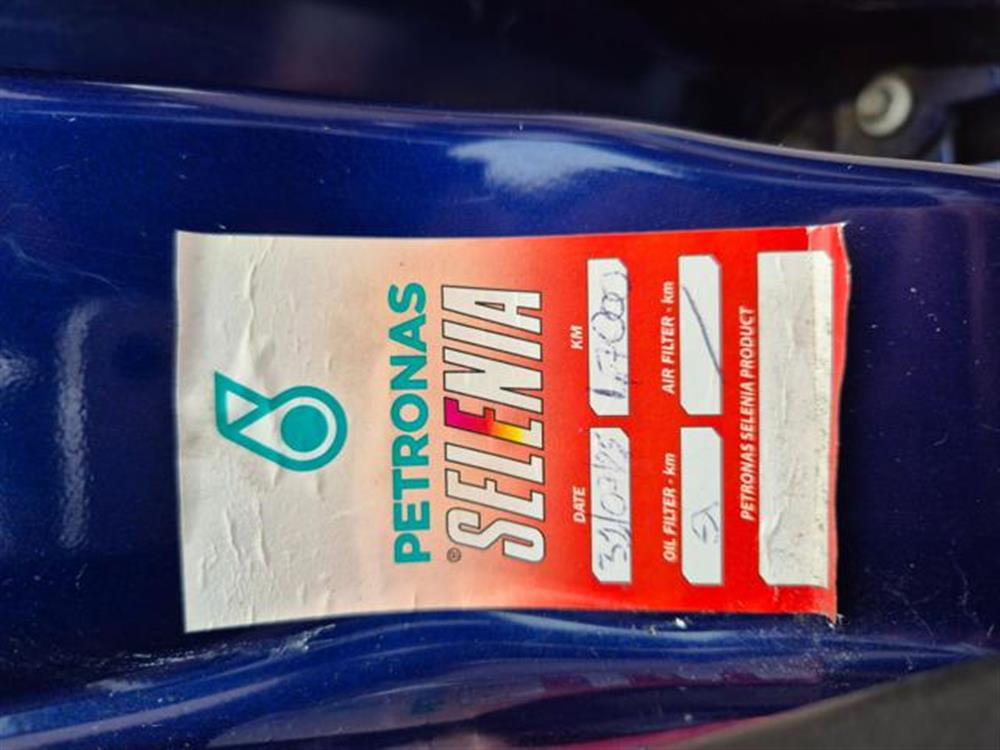 PETRONAS
SELENIA®
DATE KM
OIL FILTER - km AIR FILTER - km
PETRONAS SELENIA PRODUCT